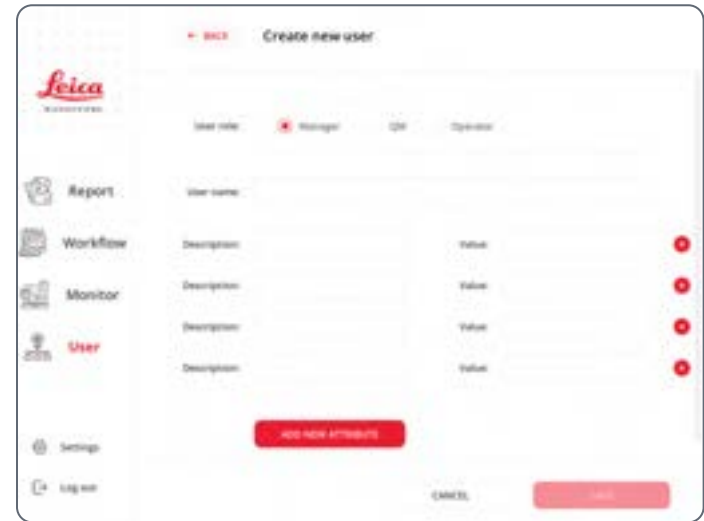 ← BACK Create new user
Leica
User role: Manager QM Operator
Report
User name:
Workflow
Description: Value:
Description: Value:
Monitor
Description: Value:
User
Description: Value:
ADD NEW ATTRIBUTE
Settings
Log out
CANCEL SAVE